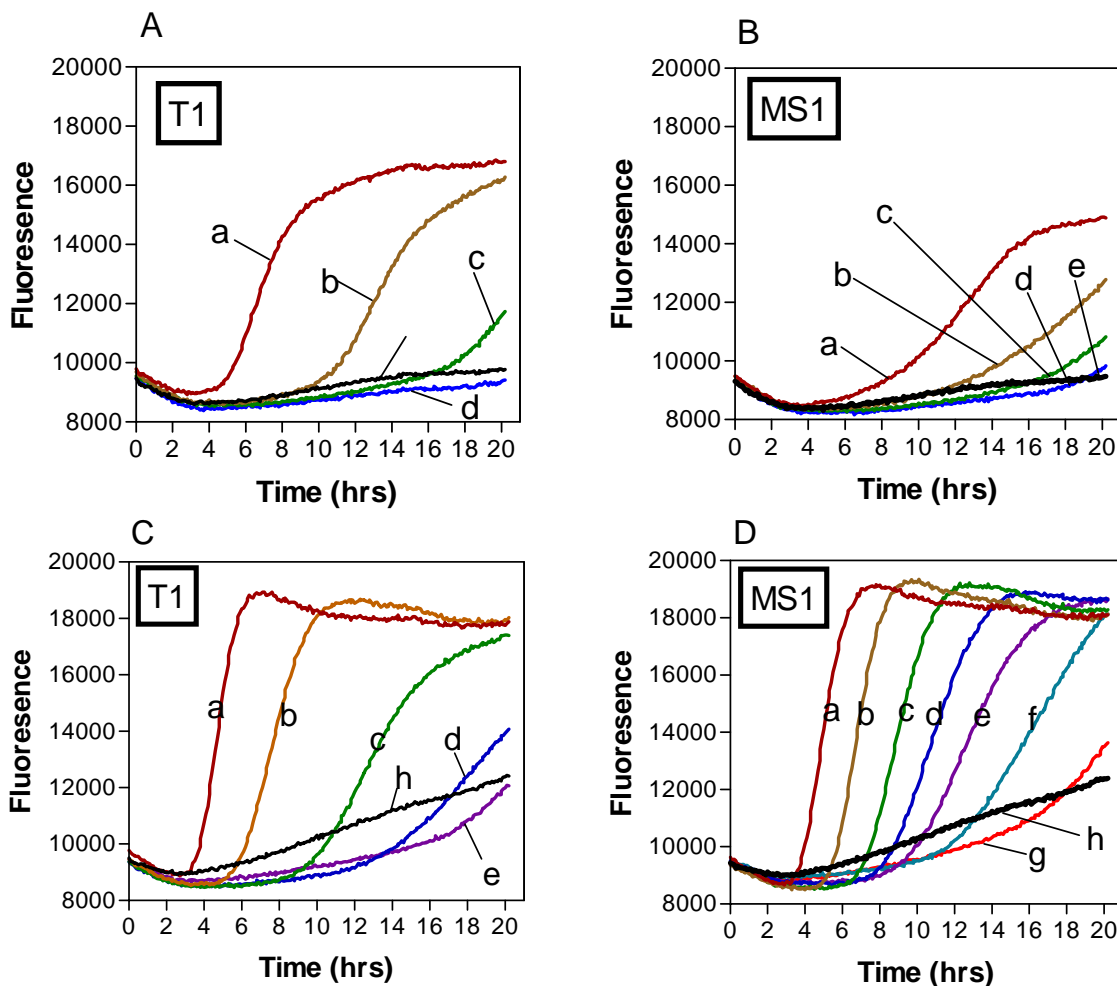 A
T1
Fluoresence
20000
18000
16000
14000
12000
10000
8000
a
b
c
d
0 2 4 6 8 10 12 14 16 18 20
Time (hrs)
B
MS1
Fluoresence
20000
18000
16000
14000
12000
10000
8000
a
b
c
d
e
0 2 4 6 8 10 12 14 16 18 20
Time (hrs)
C
T1
Fluoresence
20000
18000
16000
14000
12000
10000
8000
a
b
c
d
h
e
0 2 4 6 8 10 12 14 16 18 20
Time (hrs)
D
MS1
Fluoresence
20000
18000
16000
14000
12000
10000
8000
a b c d e f
h
g
0 2 4 6 8 10 12 14 16 18 20
Time (hrs)